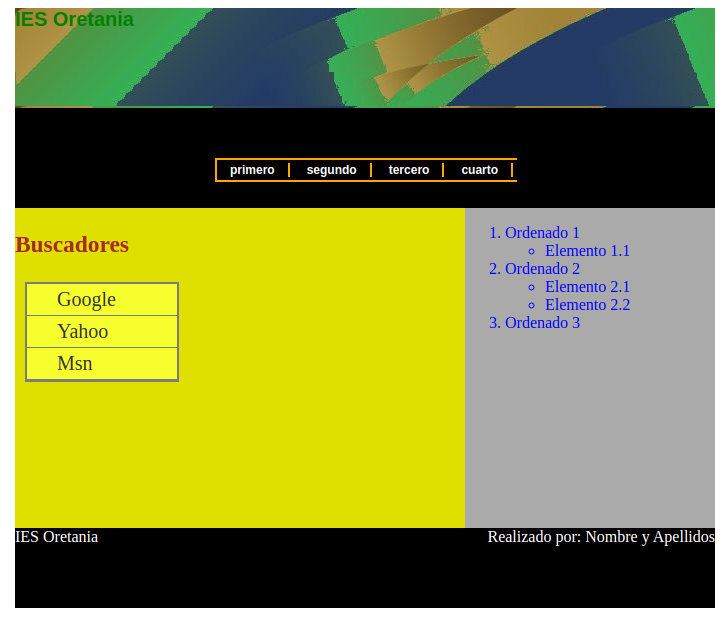 IES Oretania
primero segundo tercero cuarto
Buscadores
Google
Yahoo
Msn
1. Ordenado 1
Elemento 1.1
2. Ordenado 2
Elemento 2.1
Elemento 2.2
3. Ordenado 3
IES Oretania Realizado por: Nombre y Apellidos